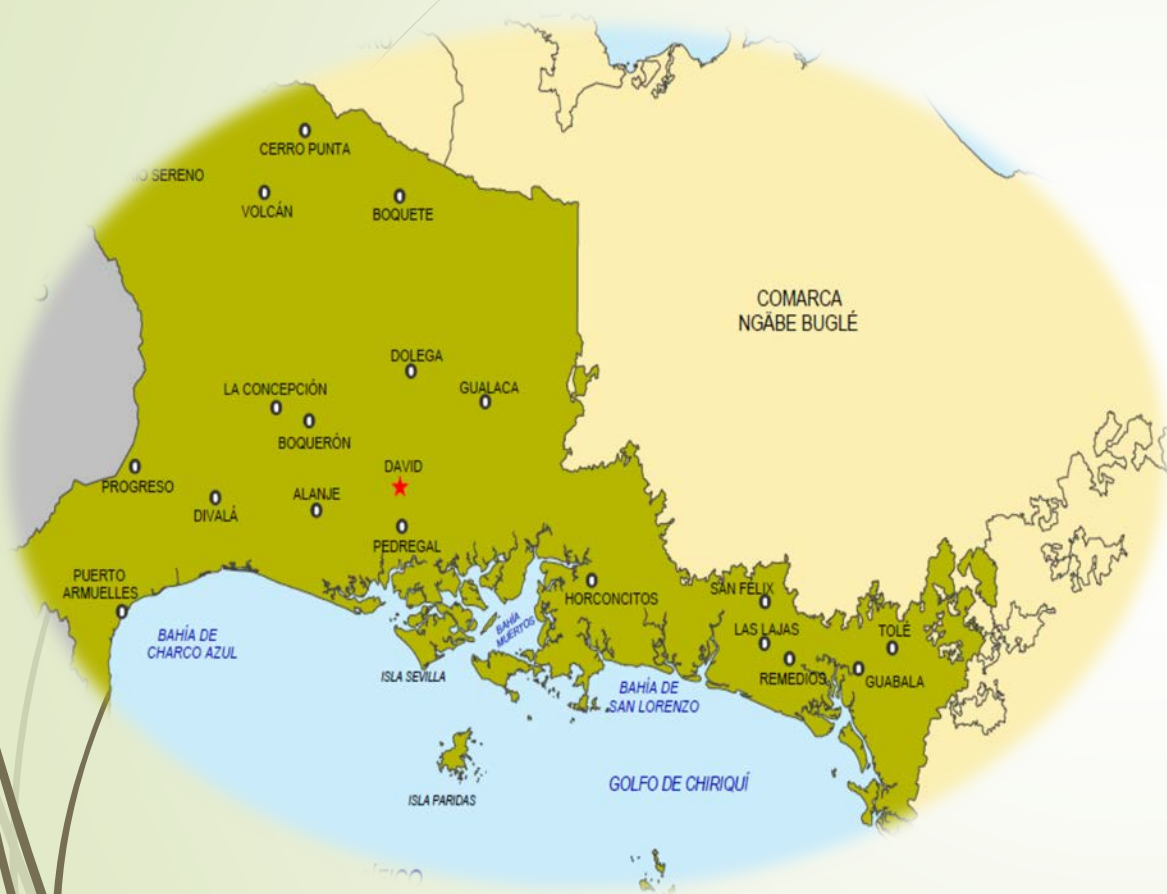 CERRO PUNTA
SERENO
VOLCÁN
BOQUETE
COMARCA
NGÄBE BUGLÉ
DOLEGA
LA CONCEPCIÓN
GUALACA
BOQUERÓN
DAVID
PROGRESO
ALANJE
DIVALÁ
PEDREGAL
PUERTO
ARMUELLES
HORCONCITOS
SAN FÉLIX
BAHÍA
MUERTOS
LAS LAJAS
TOLÉ
BAHÍA DE
CHARCO AZUL
ISLA SEVILLA
REMEDIOS
GUABALA
BAHÍA DE
SAN LORENZO
GOLFO DE CHIRIQUÍ
ISLA PARIDAS